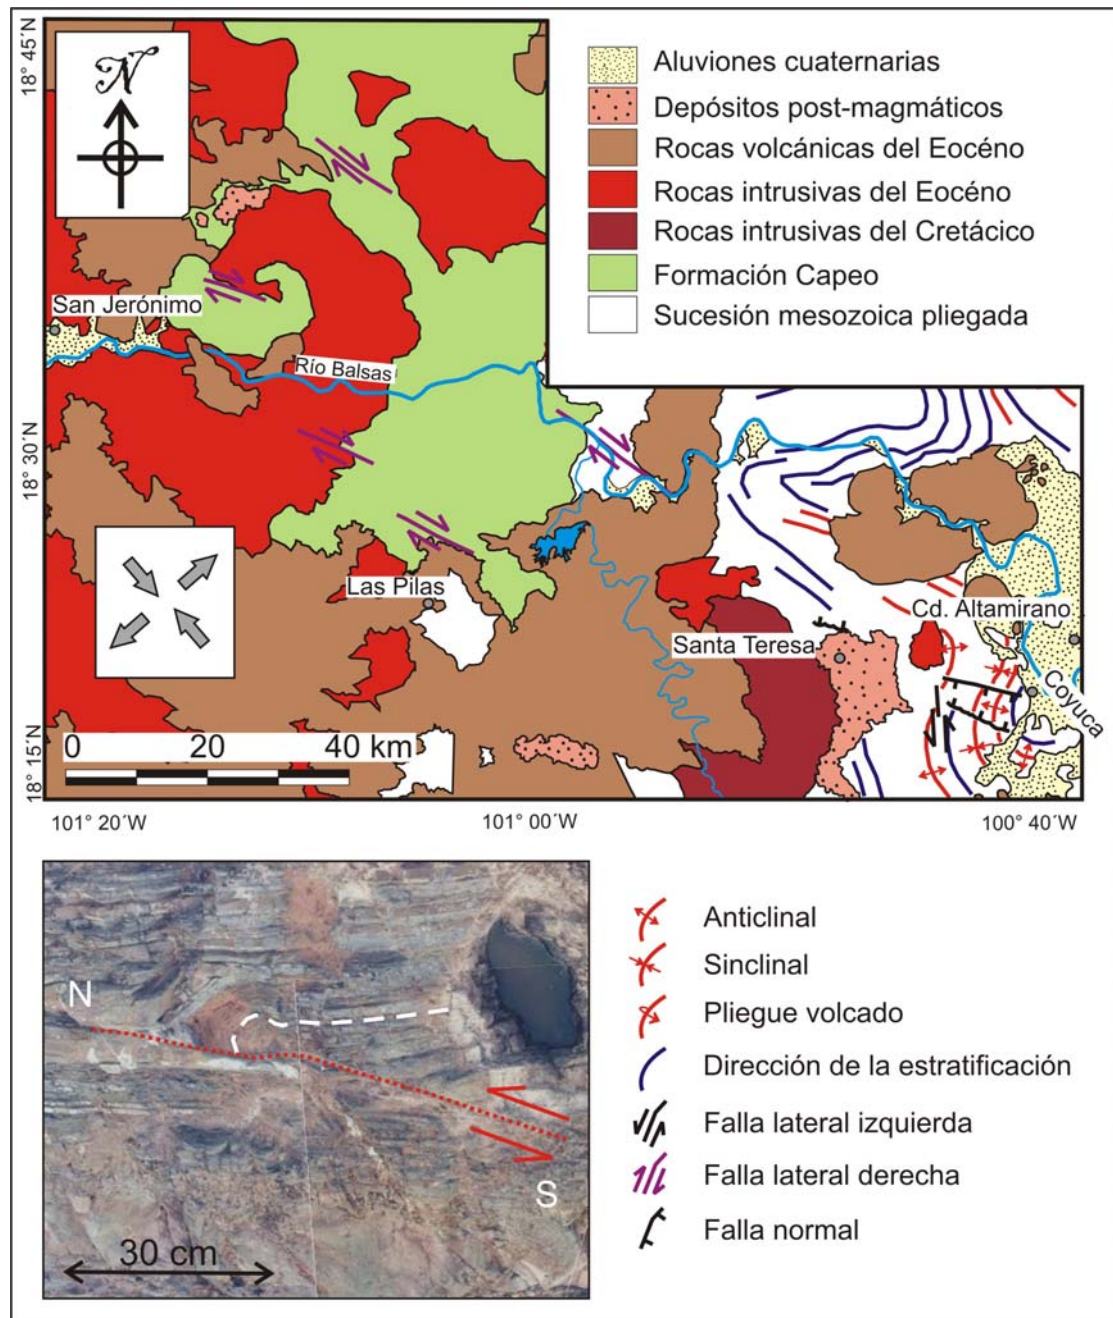 18° 45´N
N
Aluviones cuaternarias
Depósitos post-magmáticos
Rocas volcánicas del Eocéno
Rocas intrusivas del Eocéno
Rocas intrusivas del Cretácico
Formación Capeo
Sucesión mesozoica pliegada
San Jerónimo
Río Balsas
18° 30´N
Las Pilas
Cd. Altamirano
Santa Teresa
Coyuca
0 20 40 km
18° 15´N
101° 20´W
101° 00´W
100° 40´W
N
S
30 cm
Anticlinal
Sinclinal
Pliegue volcado
Dirección de la estratificación
Falla lateral izquierda
Falla lateral derecha
Falla normal